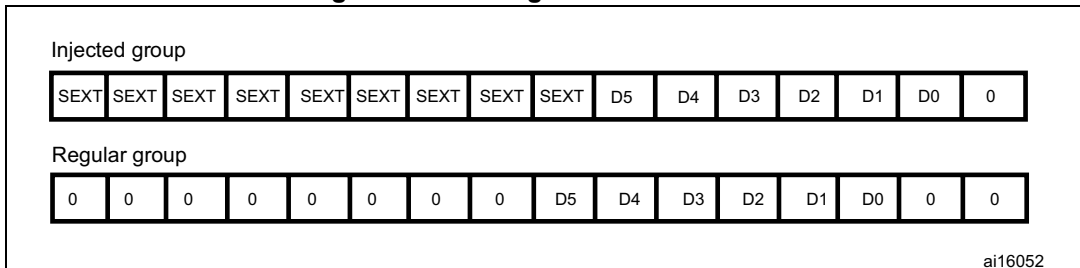 Injected group
SEXT SEXT SEXT SEXT SEXT SEXT SEXT SEXT SEXT D5 D4 D3 D2 D1 D0 0
Regular group
0 0 0 0 0 0 0 0 D5 D4 D3 D2 D1 D0 0 0
ai16052